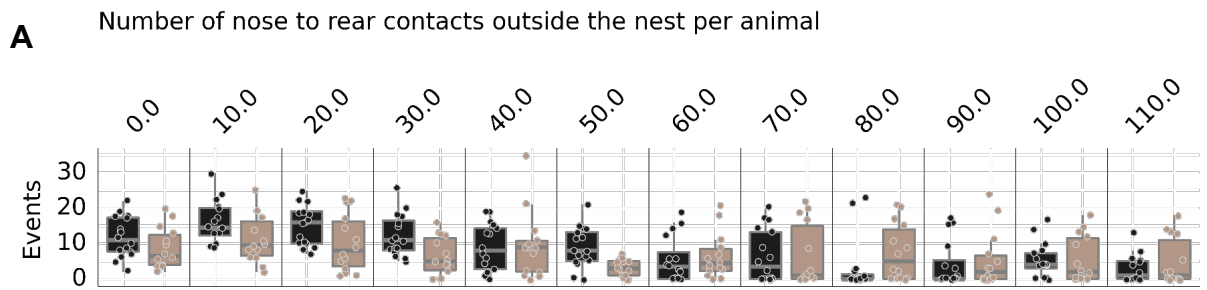 Number of nose to rear contacts outside the nest per animal
A
0.0 10.0 20.0 30.0 40.0 50.0 60.0 70.0 80.0 90.0 100.0 110.0
Events
30
20
10
0